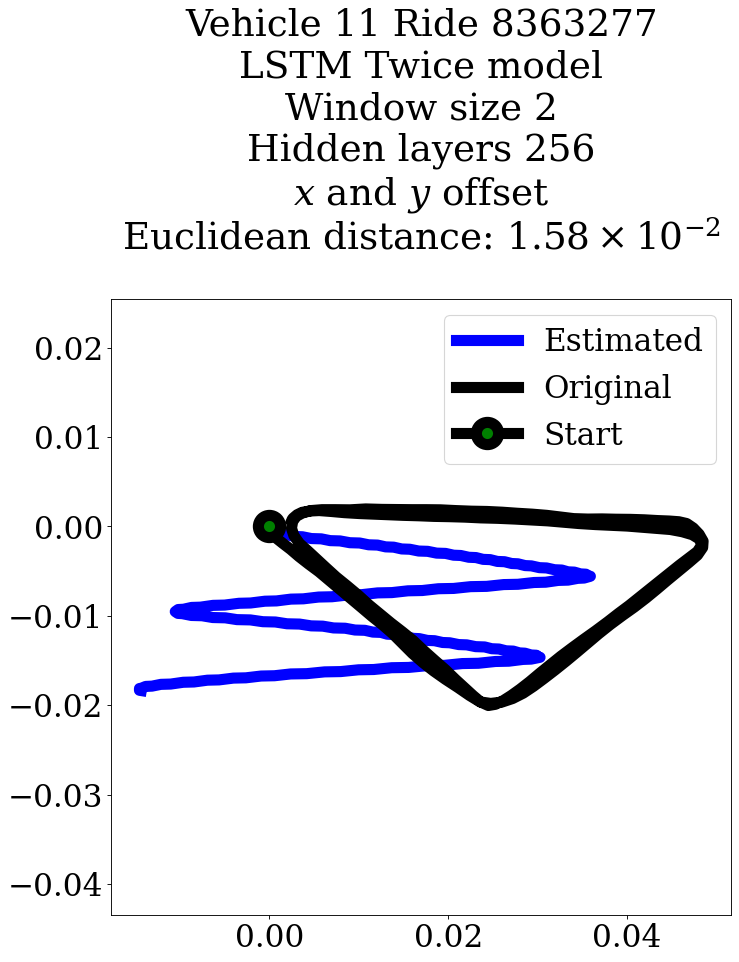 Vehicle 11 Ride 8363277
LSTM Twice model
Window size 2
Hidden layers 256
x and y offset
Euclidean distance: 1.58 × 10⁻²
Estimated
Original
Start
0.02
0.01
0.00
−0.01
−0.02
−0.03
−0.04
0.00 0.02 0.04